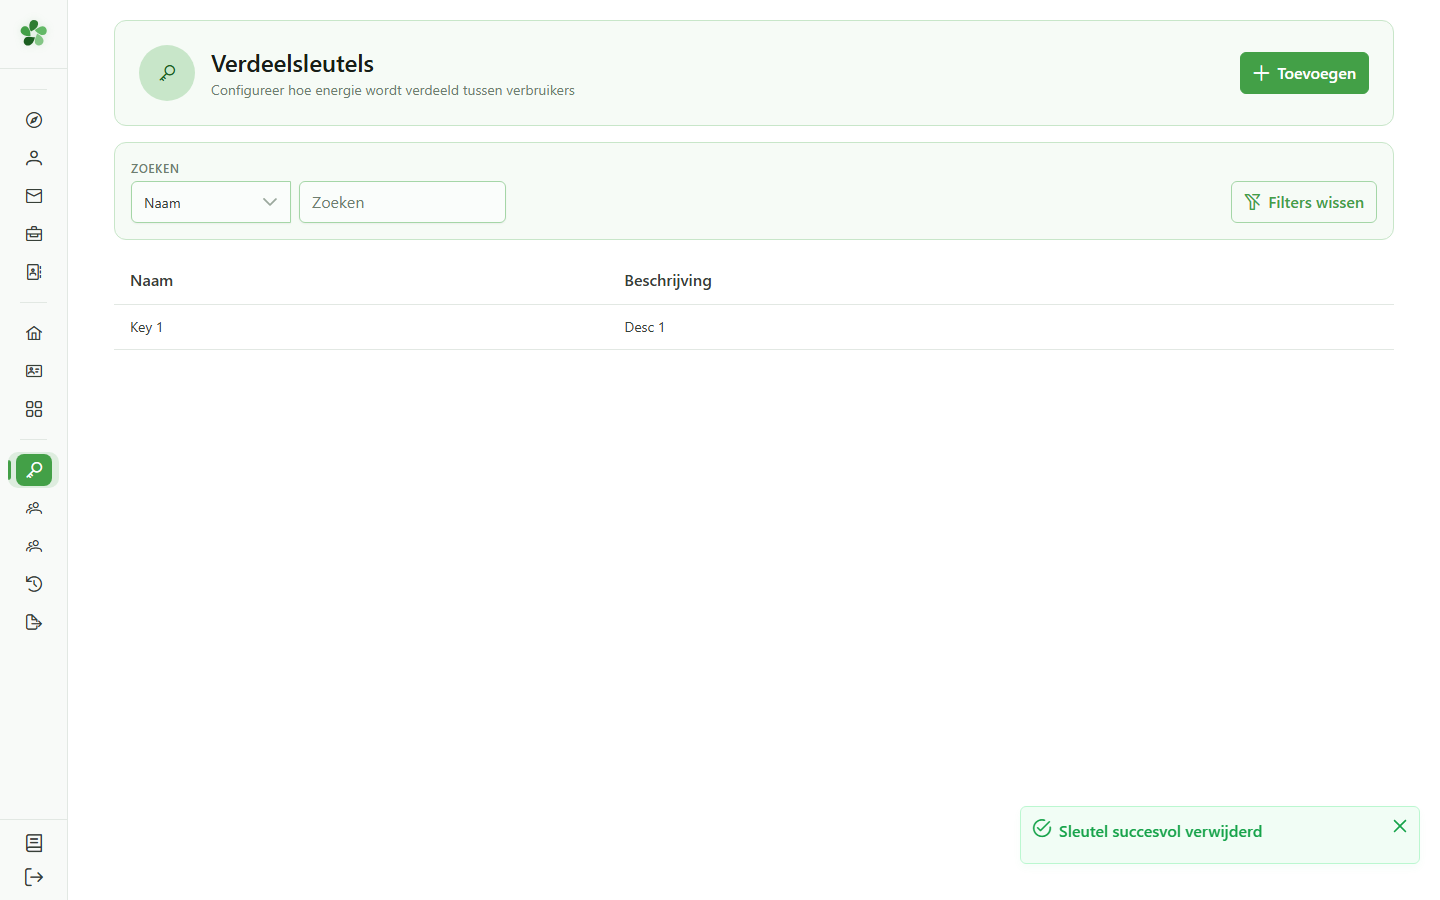 Verdeelsleutels
Configureer hoe energie wordt verdeeld tussen verbruikers
Toevoegen
ZOEKEN
Naam
Zoeken
Filters wissen
Naam Beschrijving
Key 1 Desc 1
Sleutel succesvol verwijderd